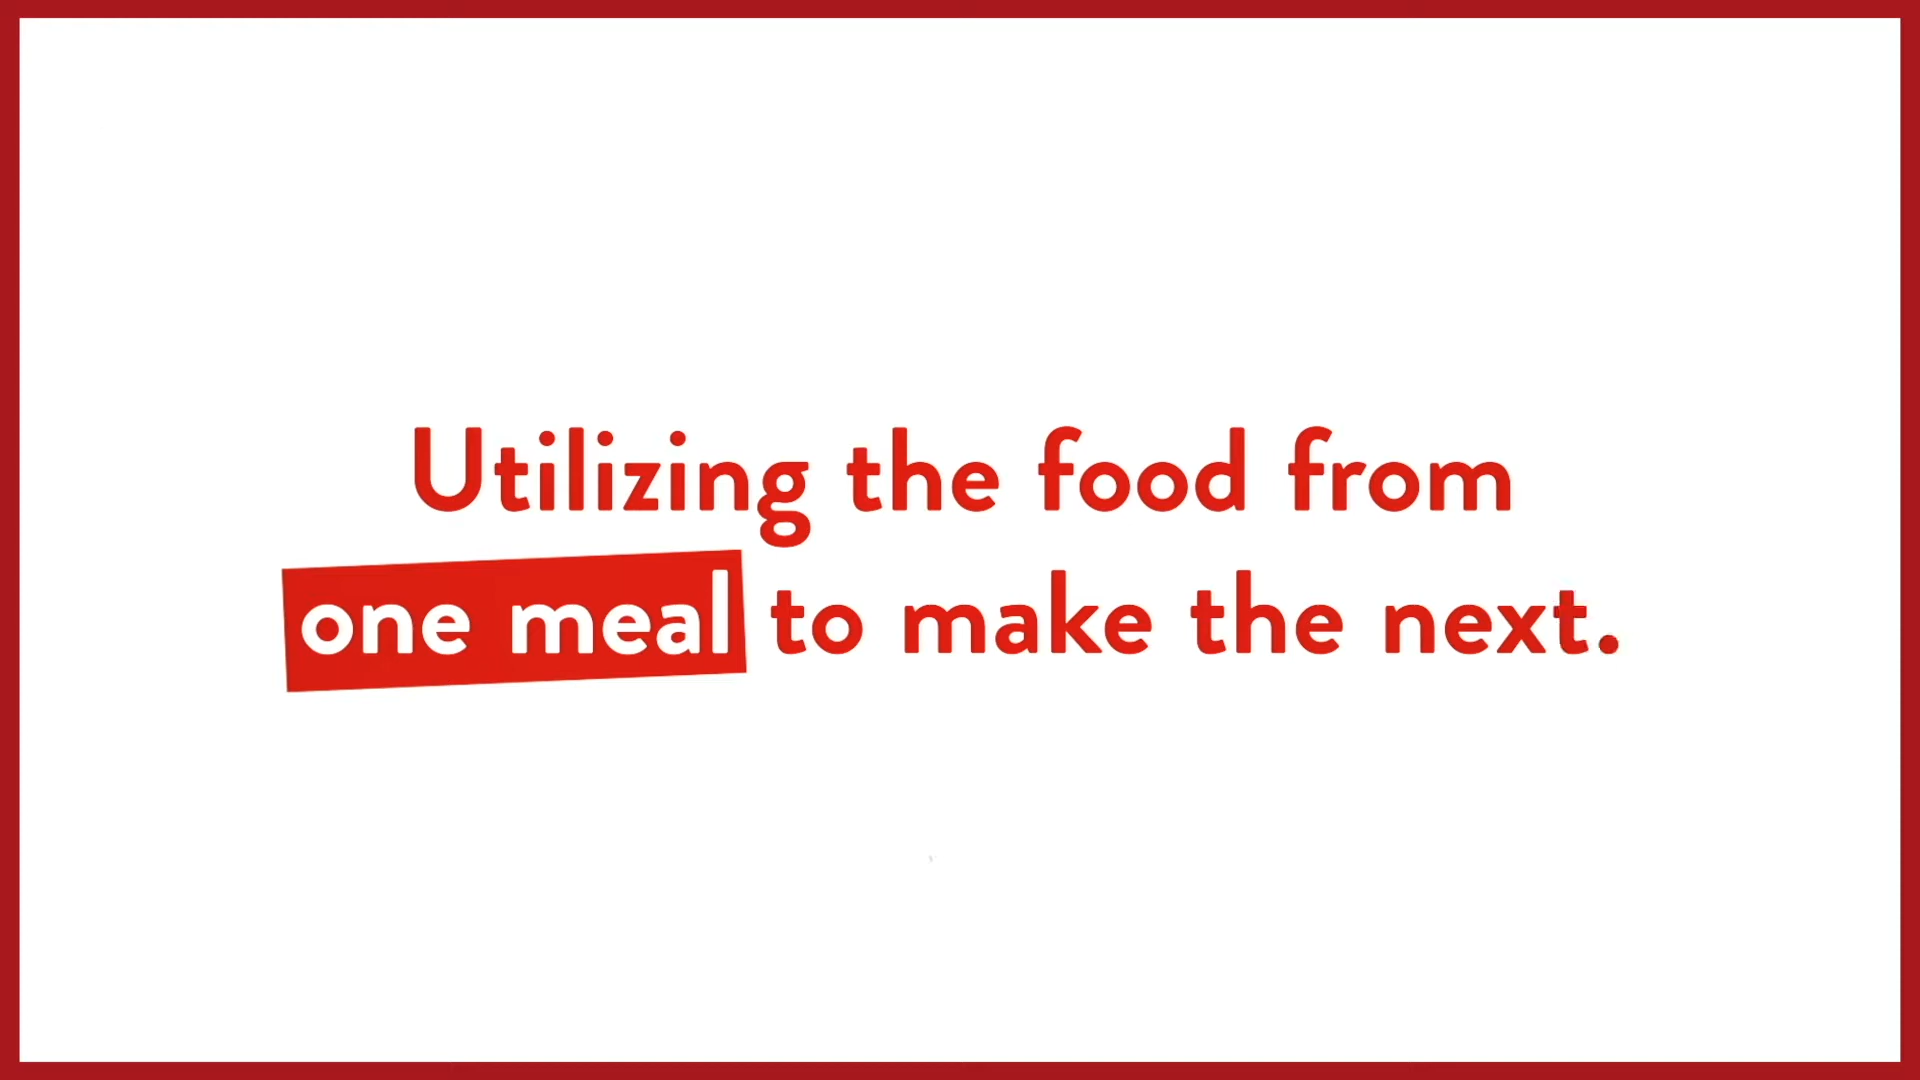 Utilizing the food from
one meal to make the next.